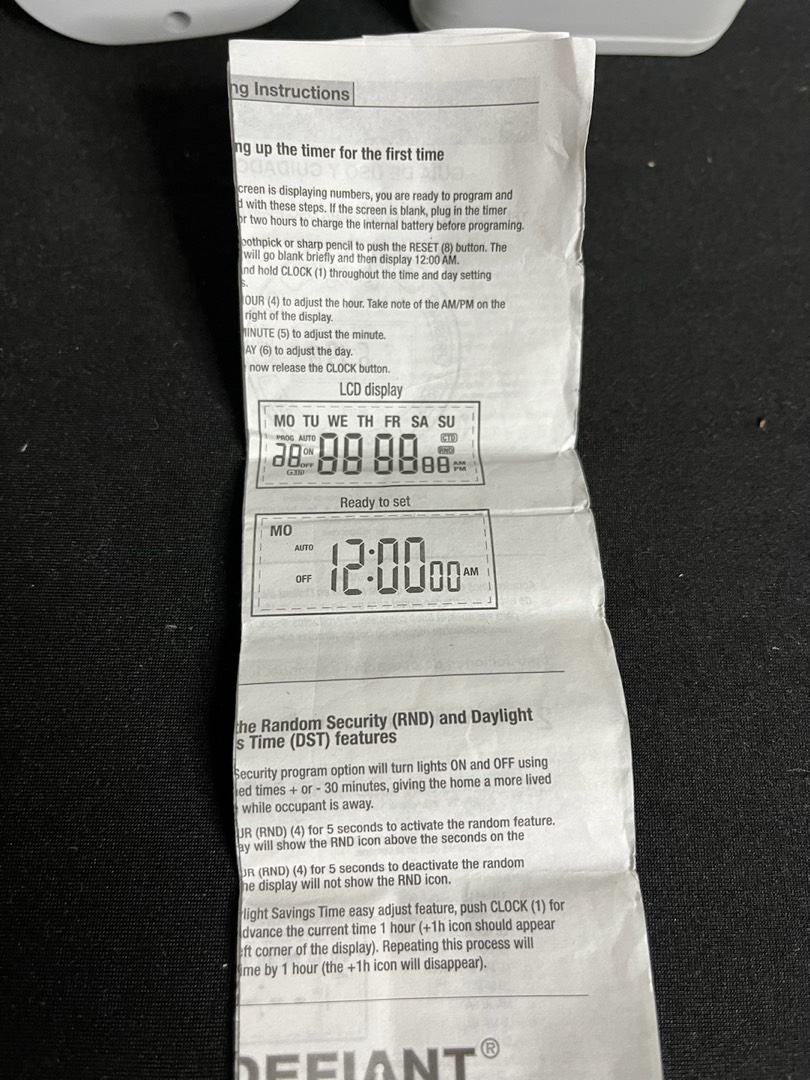 ng Instructions
ng up the timer for the first time
creen is displaying numbers, you are ready to program and
d with these steps. If the screen is blank, plug in the timer
or two hours to charge the internal battery before programing.
oothpick or sharp pencil to push the RESET (8) button. The
will go blank briefly and then display 12:00 AM.
nd hold CLOCK (1) throughout the time and day setting
s.
OUR (4) to adjust the hour. Take note of the AM/PM on the
right of the display.
MINUTE (5) to adjust the minute.
AY (6) to adjust the day.
now release the CLOCK button.
LCD display
MO TU WE TH FR SA SU
PROG AUTO CTD
38 ON 88 88 RND
OFF 88 AM
PM
Ready to set
MO
AUTO
OFF 12:00 00 AM
the Random Security (RND) and Daylight
s Time (DST) features
Security program option will turn lights ON and OFF using
ed times + or - 30 minutes, giving the home a more lived
while occupant is away.
UR (RND) (4) for 5 seconds to activate the random feature.
ay will show the RND icon above the seconds on the
UR (RND) (4) for 5 seconds to deactivate the random
he display will not show the RND icon.
light Savings Time easy adjust feature, push CLOCK (1) for
dvance the current time 1 hour (+1h icon should appear
eft corner of the display). Repeating this process will
ime by 1 hour (the +1h icon will disappear).
DEFIANT®